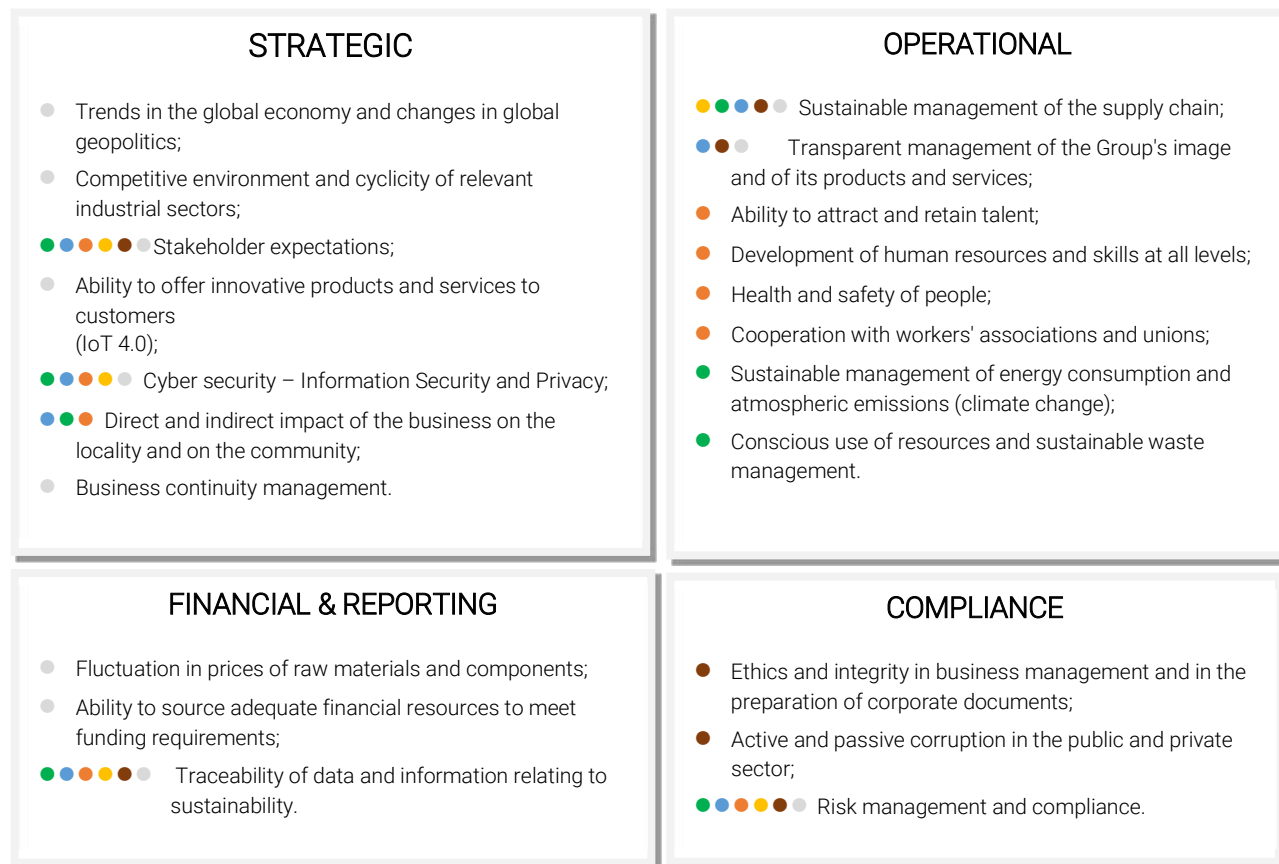 STRATEGIC
Trends in the global economy and changes in global
geopolitics;
Competitive environment and cyclicity of relevant
industrial sectors;
Stakeholder expectations;
Ability to offer innovative products and services to
customers
(IoT 4.0);
Cyber security – Information Security and Privacy;
Direct and indirect impact of the business on the
locality and on the community;
Business continuity management.
OPERATIONAL
Sustainable management of the supply chain;
Transparent management of the Group's image
and of its products and services;
Ability to attract and retain talent;
Development of human resources and skills at all levels;
Health and safety of people;
Cooperation with workers' associations and unions;
Sustainable management of energy consumption and
atmospheric emissions (climate change);
Conscious use of resources and sustainable waste
management.
FINANCIAL & REPORTING
Fluctuation in prices of raw materials and components;
Ability to source adequate financial resources to meet
funding requirements;
Traceability of data and information relating to
sustainability.
COMPLIANCE
Ethics and integrity in business management and in the
preparation of corporate documents;
Active and passive corruption in the public and private
sector;
Risk management and compliance.